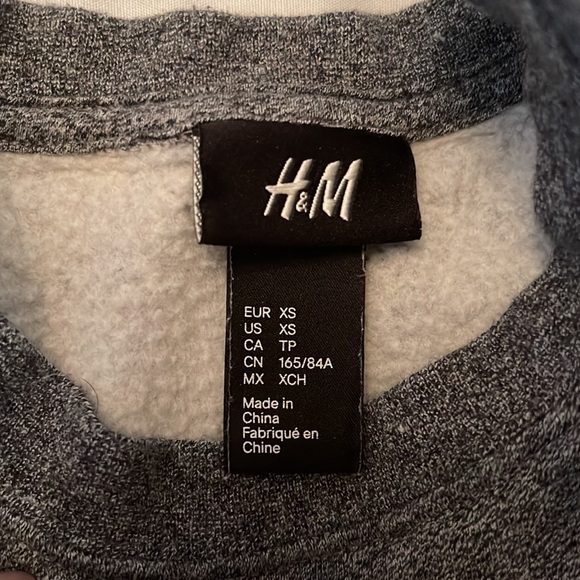 H&M
EUR XS
US XS
CA TP
CN 165/84A
MX XCH
Made in
China
Fabriqué en
Chine